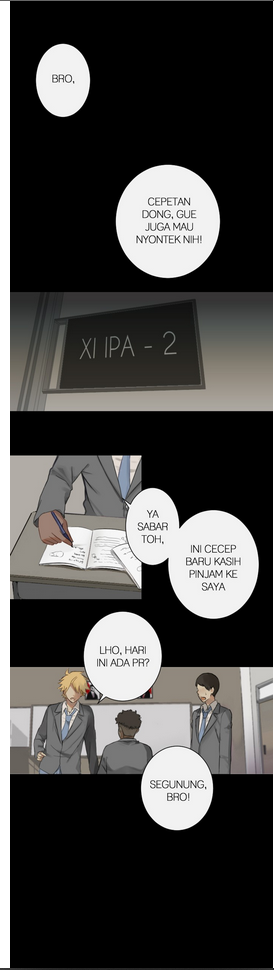 BRO,
CEPETAN
DONG, GUE
JUGA MAU
NYONTEK NIH!
XI IPA - 2
YA
SABAR
TOH,
INI CECEP
BARU KASIH
PINJAM KE
SAYA
LHO, HARI
INI ADA PR?
SEGUNUNG,
BRO!